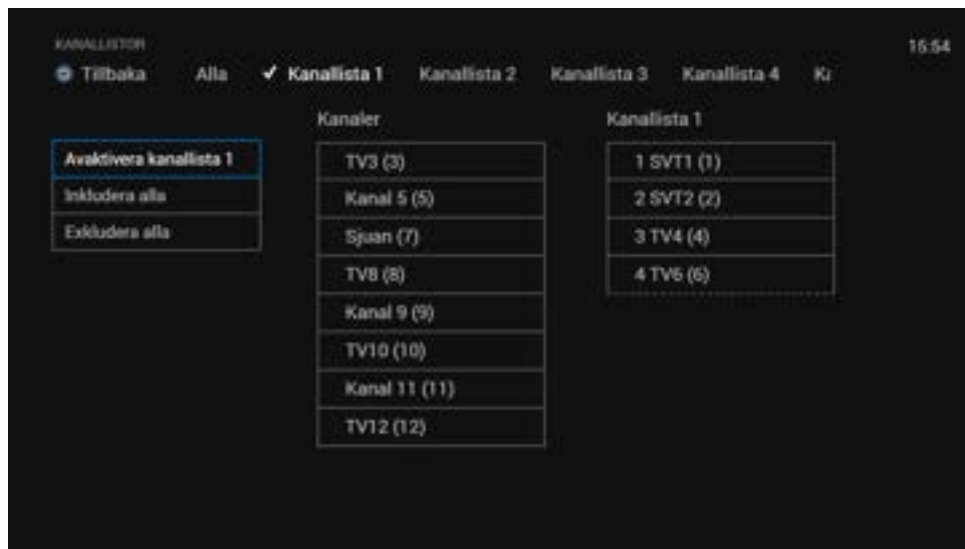 KANALLISTOR
15:54
Tillbaka Alla ✓ Kanallista 1 Kanallista 2 Kanallista 3 Kanallista 4
Kanaler
Kanallista 1
Avaktivera kanallista 1
Inkludera alla
Exkludera alla
TV3 (3)
Kanal 5 (5)
Sjuan (7)
TV8 (8)
Kanal 9 (9)
TV10 (10)
Kanal 11 (11)
TV12 (12)
1 SVT1 (1)
2 SVT2 (2)
3 TV4 (4)
4 TV6 (6)